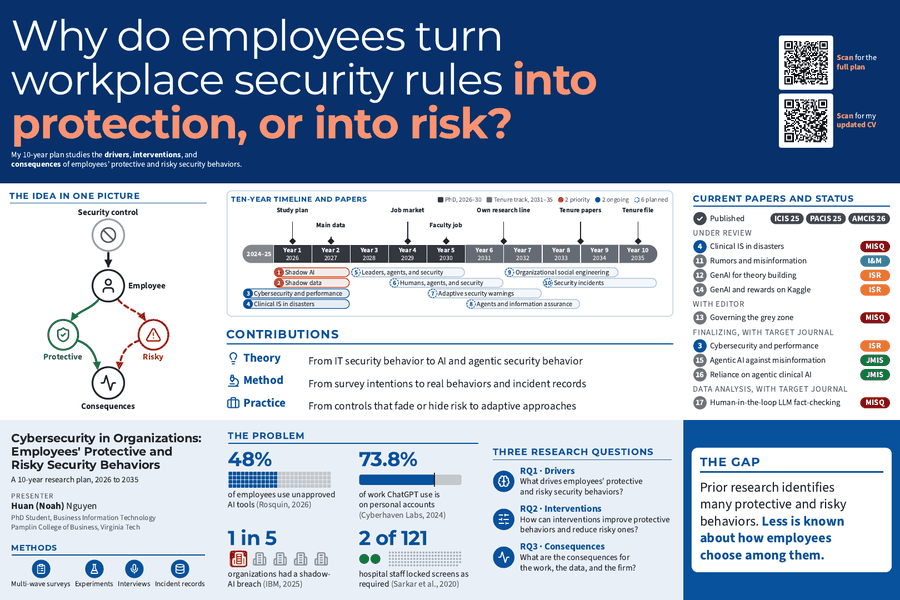 Why do employees turn
workplace security rules into
protection, or into risk?
My 10-year plan studies the drivers, interventions, and
consequences of employees' protective and risky security behaviors.
Scan for the
full plan
Scan for my
updated CV
THE IDEA IN ONE PICTURE
Security control
Employee
Protective
Risky
Consequences
TEN-YEAR TIMELINE AND PAPERS
PhD, 2026-30
Tenure track, 2031-35
2 priority
2 ongoing
6 planned
Study plan
Job market
Own research line
Tenure papers
Tenure file
Main data
Faculty job
2024-25
Year 1
2026
Year 2
2027
Year 3
2028
Year 4
2029
Year 5
2030
Year 6
2031
Year 7
2032
Year 8
2033
Year 9
2034
Year 10
2035
1 Shadow AI
5 Leaders, agents, and security
9 Organizational social engineering
2 Shadow data
6 Humans, agents, and security
10 Security incidents
3 Cybersecurity and performance
7 Adaptive security warnings
4 Clinical IS in disasters
8 Agents and information assurance
CONTRIBUTIONS
Theory
From IT security behavior to AI and agentic security behavior
Method
From survey intentions to real behaviors and incident records
Practice
From controls that fade or hide risk to adaptive approaches
CURRENT PAPERS AND STATUS
Published
ICIS 25
PACIS 25
AMCIS 26
UNDER REVIEW
4 Clinical IS in disasters MISQ
11 Rumors and misinformation I&M
12 GenAI for theory building ISR
14 GenAI and rewards on Kaggle ISR
WITH EDITOR
13 Governing the grey zone MISQ
FINALIZING, WITH TARGET JOURNAL
3 Cybersecurity and performance ISR
15 Agentic AI against misinformation JMIS
16 Reliance on agentic clinical AI JMIS
DATA ANALYSIS, WITH TARGET JOURNAL
17 Human-in-the-loop LLM fact-checking MISQ
Cybersecurity in Organizations:
Employees' Protective and
Risky Security Behaviors
A 10-year research plan, 2026 to 2035
PRESENTER
Huan (Noah) Nguyen
PhD Student, Business Information Technology
Pamplin College of Business, Virginia Tech
METHODS
Multi-wave surveys
Experiments
Interviews
Incident records
THE PROBLEM
48%
of employees use unapproved
AI tools (Rosquin, 2026)
73.8%
of work ChatGPT use is
on personal accounts
(Cyberhaven Labs, 2024)
1 in 5
organizations had a shadow-
AI breach (IBM, 2025)
2 of 121
hospital staff locked screens as
required (Sarkar et al., 2020)
THREE RESEARCH QUESTIONS
RQ1 · Drivers
What drives employees' protective
and risky security behaviors?
RQ2 · Interventions
How can interventions improve protective
behaviors and reduce risky ones?
RQ3 · Consequences
What are the consequences for
the work, the data, and the firm?
THE GAP
Prior research identifies
many protective and risky
behaviors. Less is known
about how employees
choose among them.